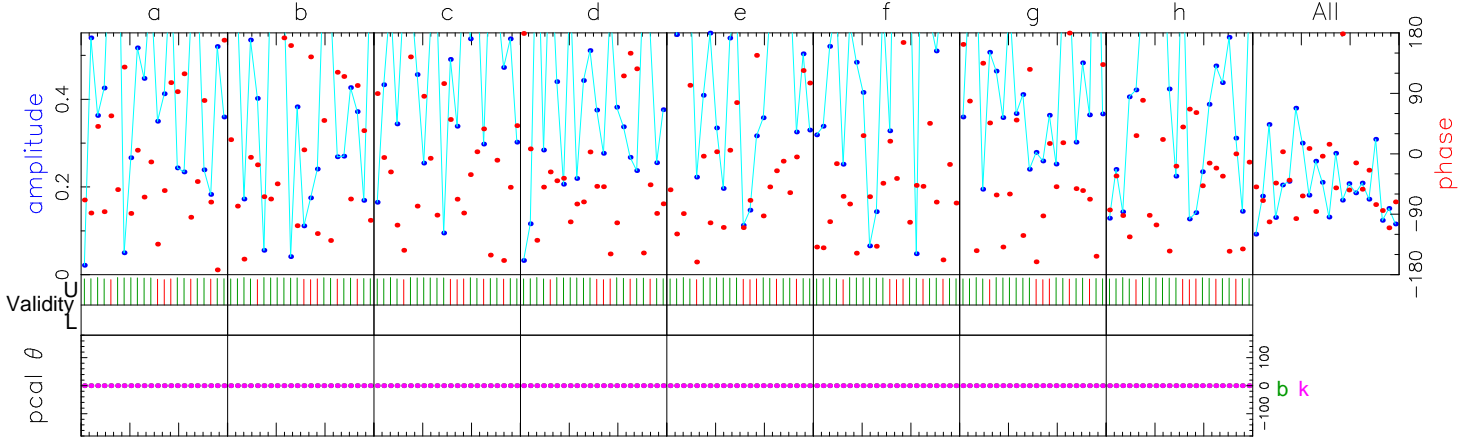 a b c d e f g h All
amplitude
0 0.2 0.4
180 90 0 −90 −180
phase
U
Validity
L
pcal θ
100 0 −100
b k